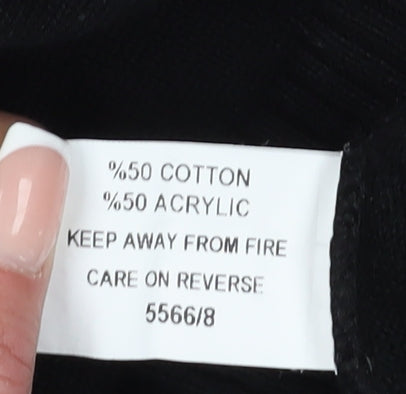 %50 COTTON
%50 ACRYLIC
KEEP AWAY FROM FIRE
CARE ON REVERSE
5566/8